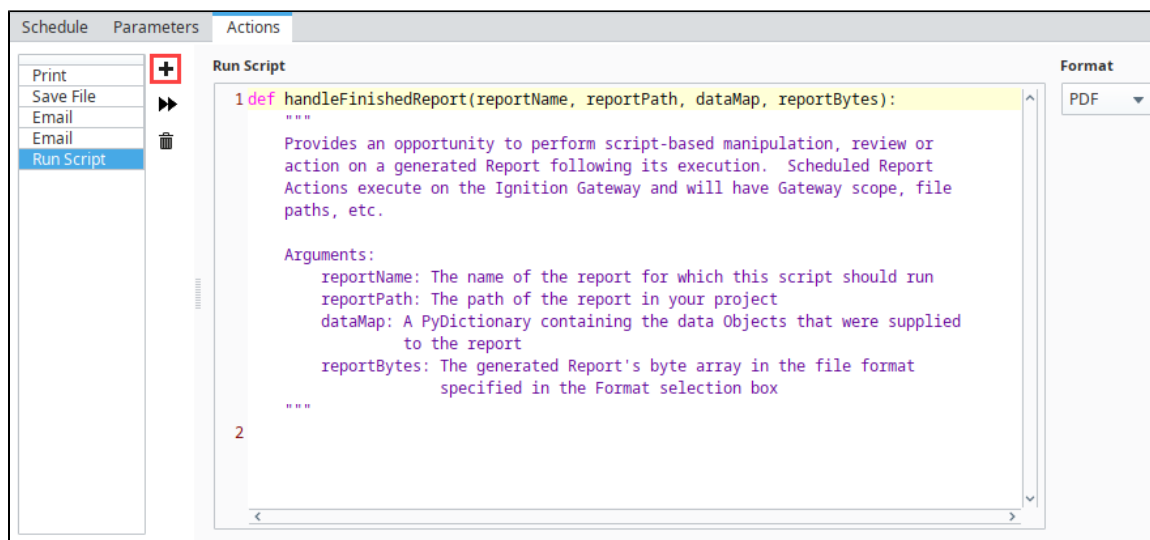 Schedule Parameters Actions
Print
Save File
Email
Email
Run Script
Run Script
1 def handleFinishedReport(reportName, reportPath, dataMap, reportBytes):
"""
Provides an opportunity to perform script-based manipulation, review or
action on a generated Report following its execution.  Scheduled Report
Actions execute on the Ignition Gateway and will have Gateway scope, file
paths, etc.
Arguments:
reportName: The name of the report for which this script should run
reportPath: The path of the report in your project
dataMap: A PyDictionary containing the data Objects that were supplied
to the report
reportBytes: The generated Report's byte array in the file format
specified in the Format selection box
"""
2
Format
PDF